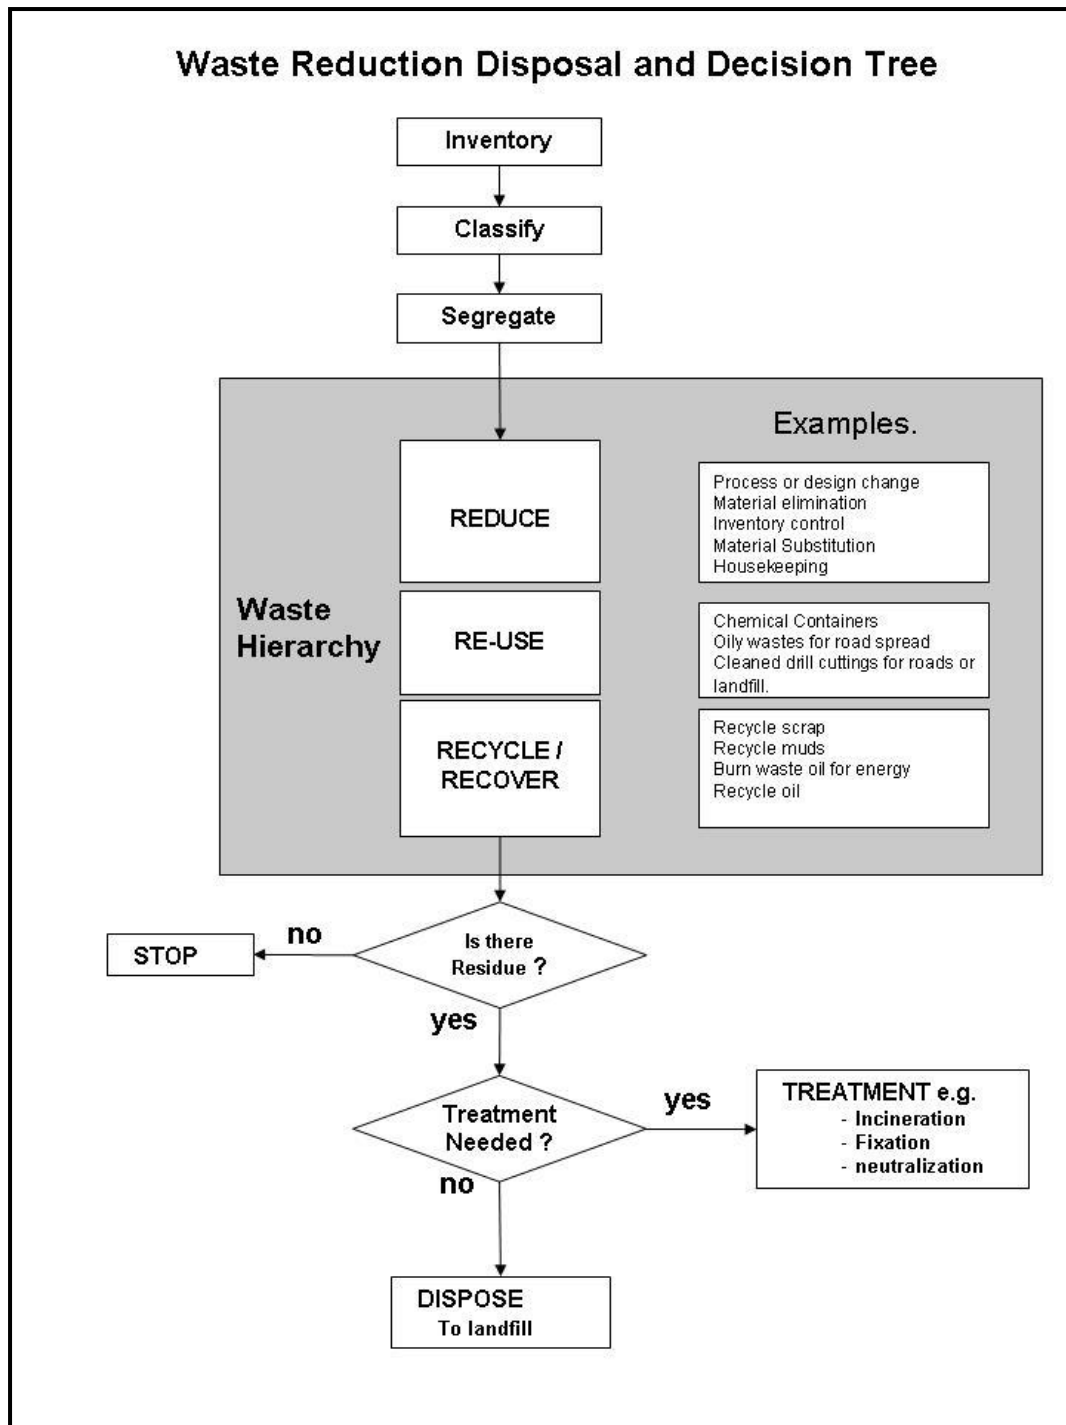 Waste Reduction Disposal and Decision Tree
Inventory
Classify
Segregate
Examples.
REDUCE
Process or design change
Material elimination
Inventory control
Material Substitution
Housekeeping
Waste
Hierarchy
RE-USE
Chemical Containers
Oily wastes for road spread
Cleaned drill cuttings for roads or
landfill.
RECYCLE /
RECOVER
Recycle scrap
Recycle muds
Burn waste oil for energy
Recycle oil
Is there
Residue ?
no
STOP
yes
Treatment
Needed ?
yes
TREATMENT e.g.
- Incineration
- Fixation
- neutralization
no
DISPOSE
To landfill